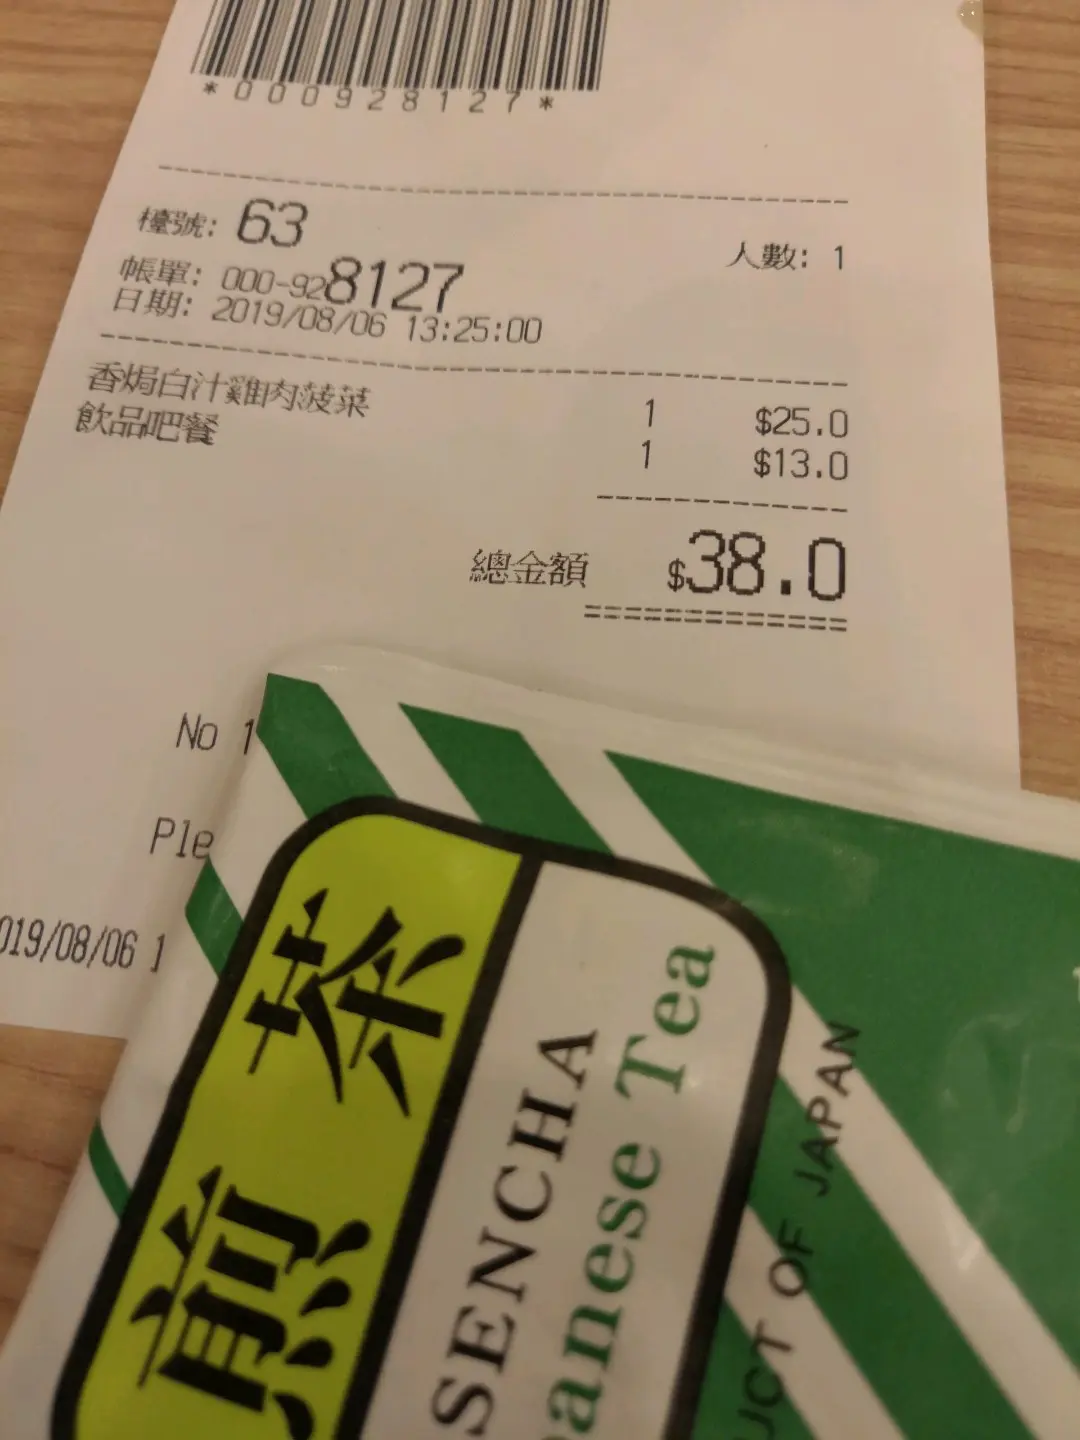 *000928127*
檯號: 63
人數: 1
帳單: 000-928127
日期: 2019/08/06 13:25:00
香焗白汁雞肉菠菜 1 $25.0
飲品吧餐 1 $13.0
總金額 $38.0
No 1
Ple
019/08/06 1
煎茶
SENCHA
anese Tea
UCT OF JAPAN